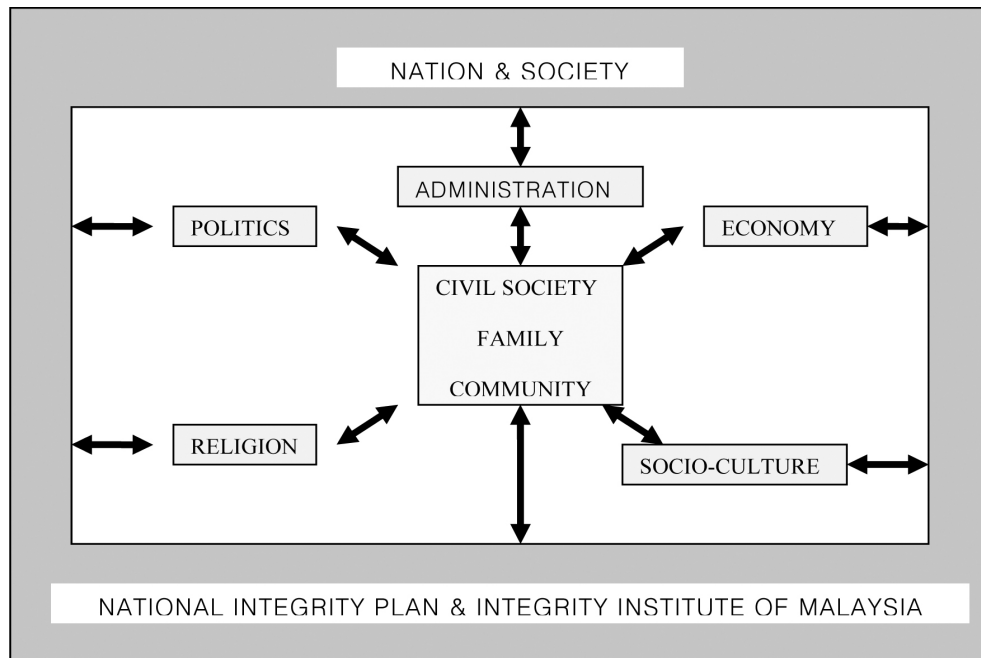 NATION & SOCIETY
ADMINISTRATION
POLITICS
ECONOMY
CIVIL SOCIETY
FAMILY
COMMUNITY
RELIGION
SOCIO-CULTURE
NATIONAL INTEGRITY PLAN & INTEGRITY INSTITUTE OF MALAYSIA